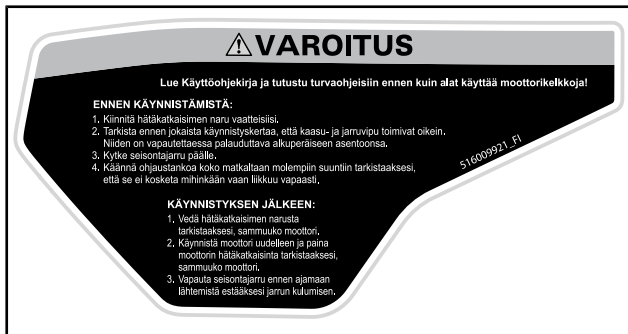 ⚠VAROITUS
Lue Käyttöohjekirja ja tutustu turvaohjeisiin ennen kuin alat käyttää moottorikelkkoja!
ENNEN KÄYNNISTÄMISTÄ:
1. Kiinnitä hätäkatkaisimen naru vaatteisiisi.
2. Tarkista ennen jokaista käynnistyskertaa, että kaasu- ja jarruvipu toimivat oikein.
Niiden on vapautettaessa palauduttava alkuperäiseen asentoonsa.
3. Kytke seisontajarru päälle.
4. Käännä ohjaustankoa koko matkaltaan molempiin suuntiin tarkistaaksesi,
että se ei kosketa mihinkään vaan liikkuu vapaasti.
516009921_FI
KÄYNNISTYKSEN JÄLKEEN:
1. Vedä hätäkatkaisimen narusta
tarkistaaksesi, sammuuko moottori.
2. Käynnistä moottori uudelleen ja paina
moottorin hätäkatkaisinta tarkistaaksesi,
sammuuko moottori.
3. Vapauta seisontajarru ennen ajamaan
lähtemistä estääksesi jarrun kulumisen.